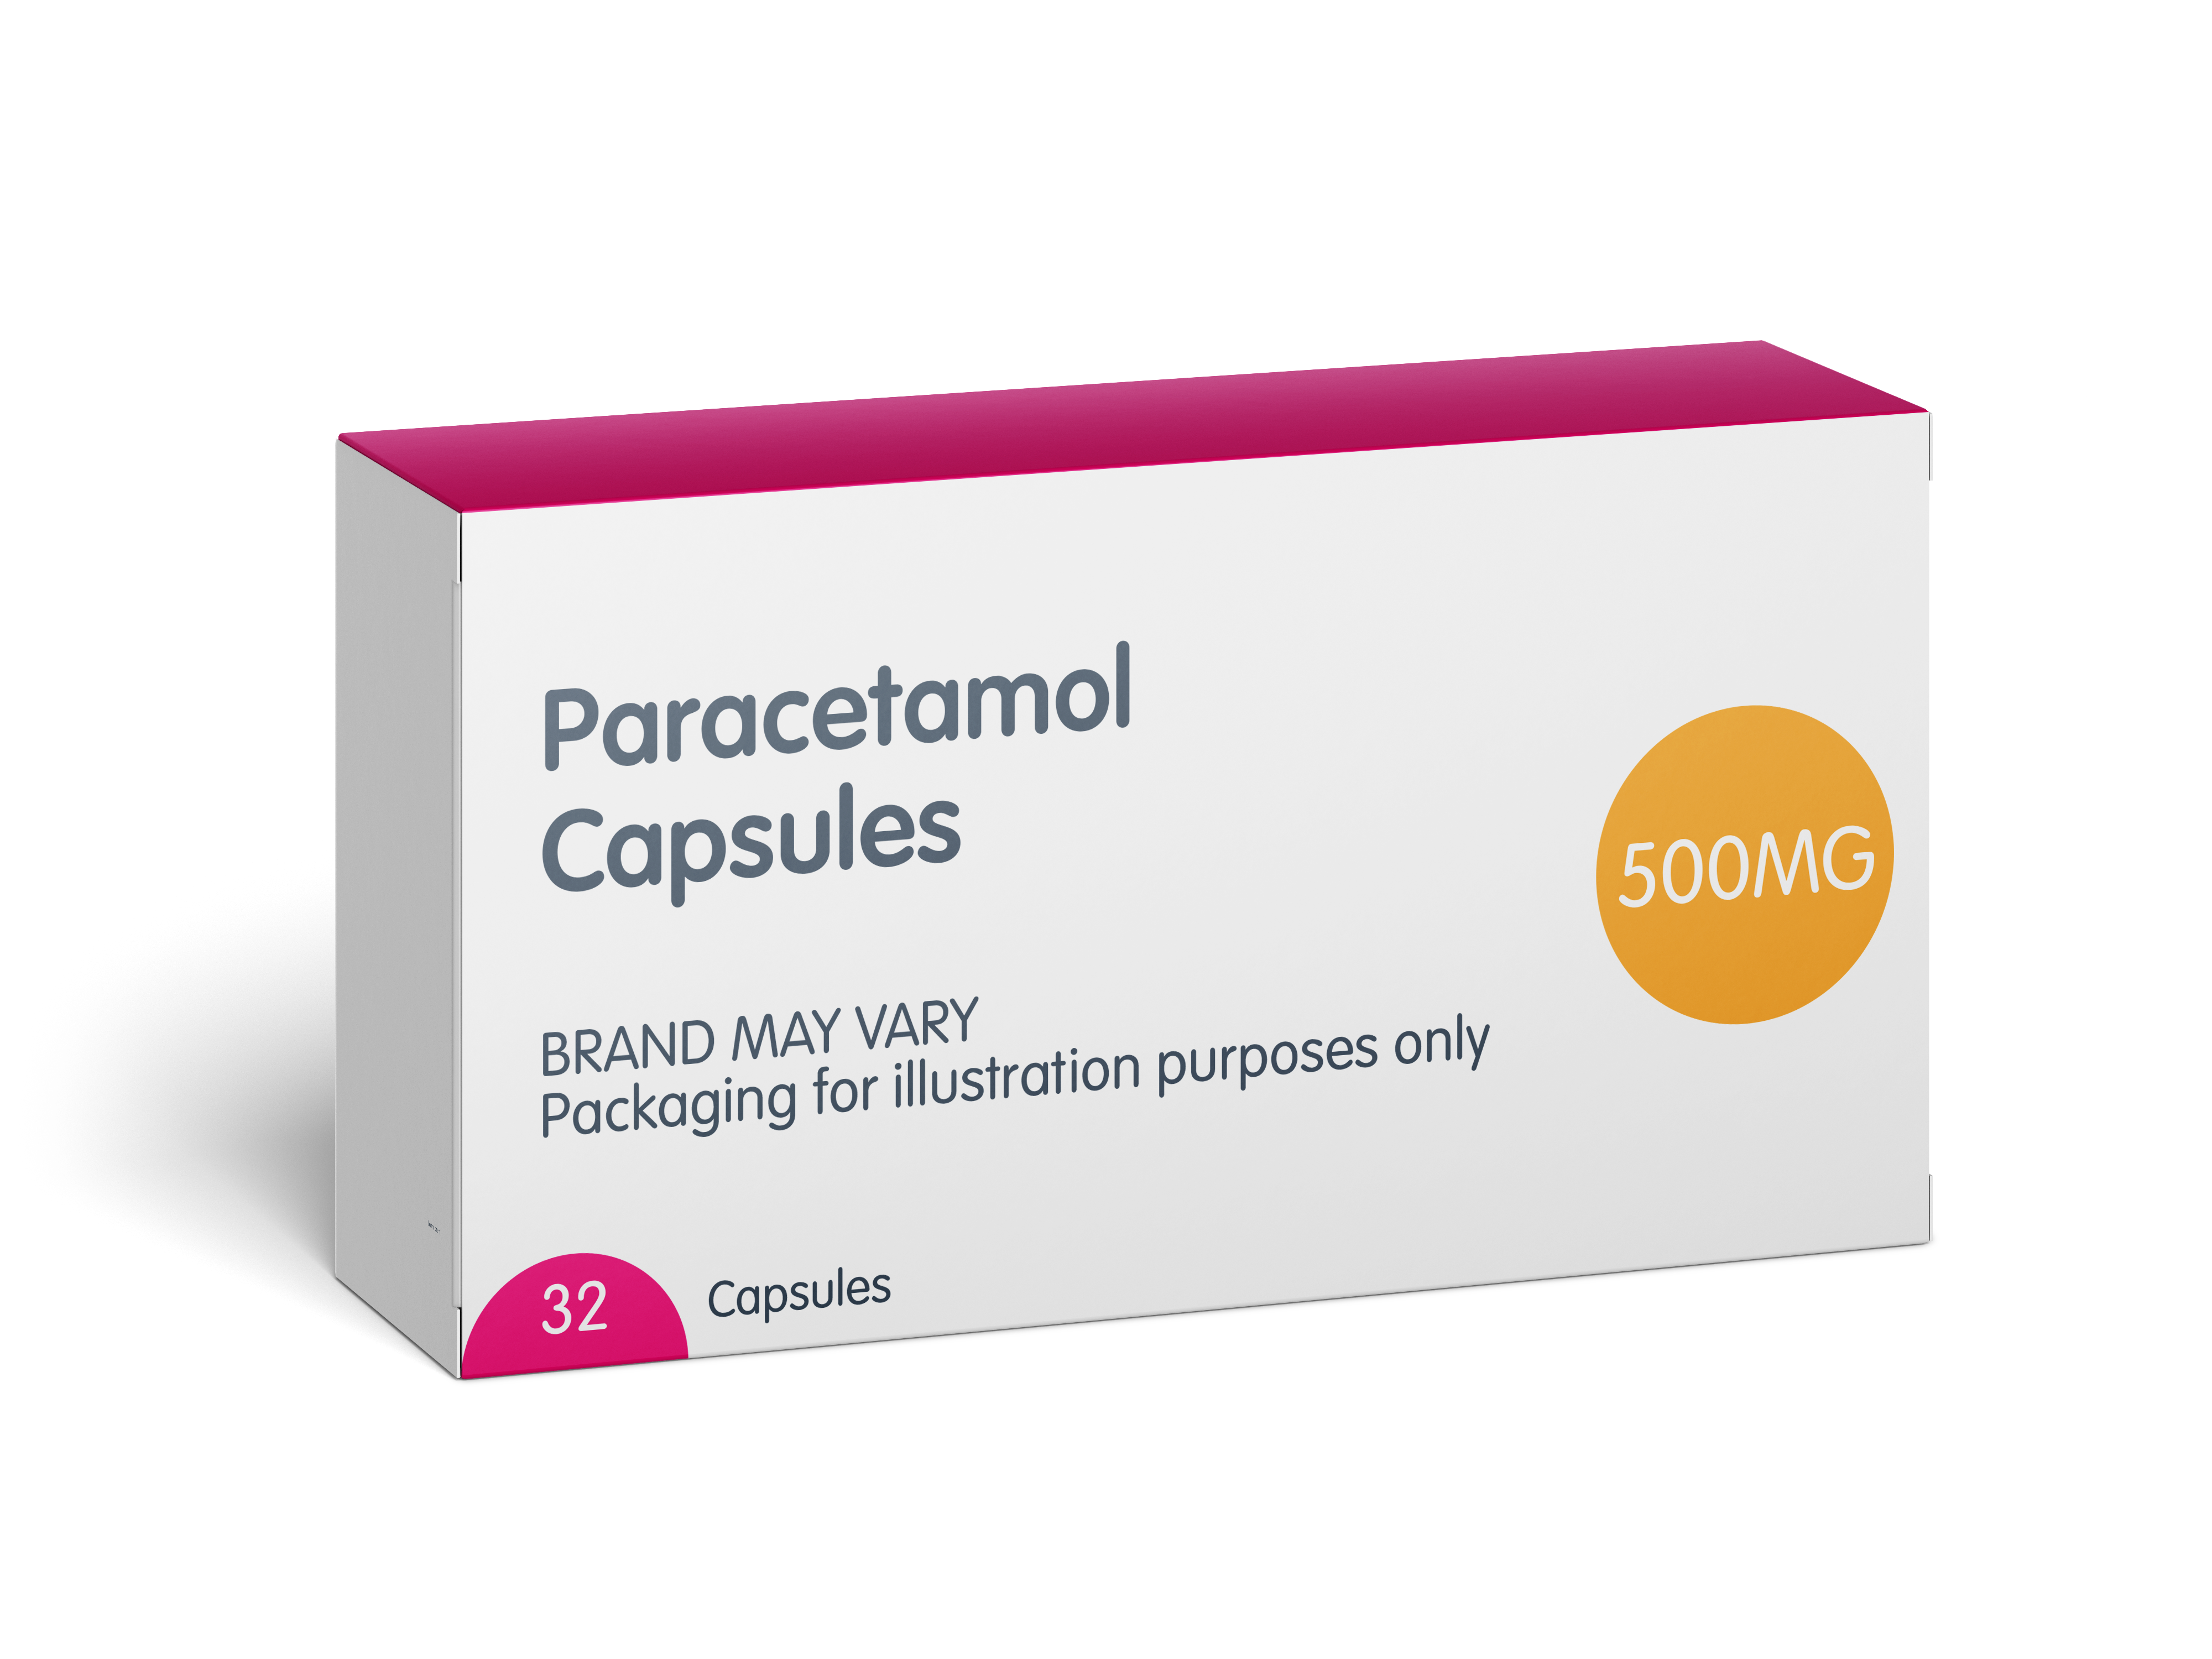 Paracetamol
Capsules
500MG
BRAND MAY VARY
Packaging for illustration purposes only
32 Capsules